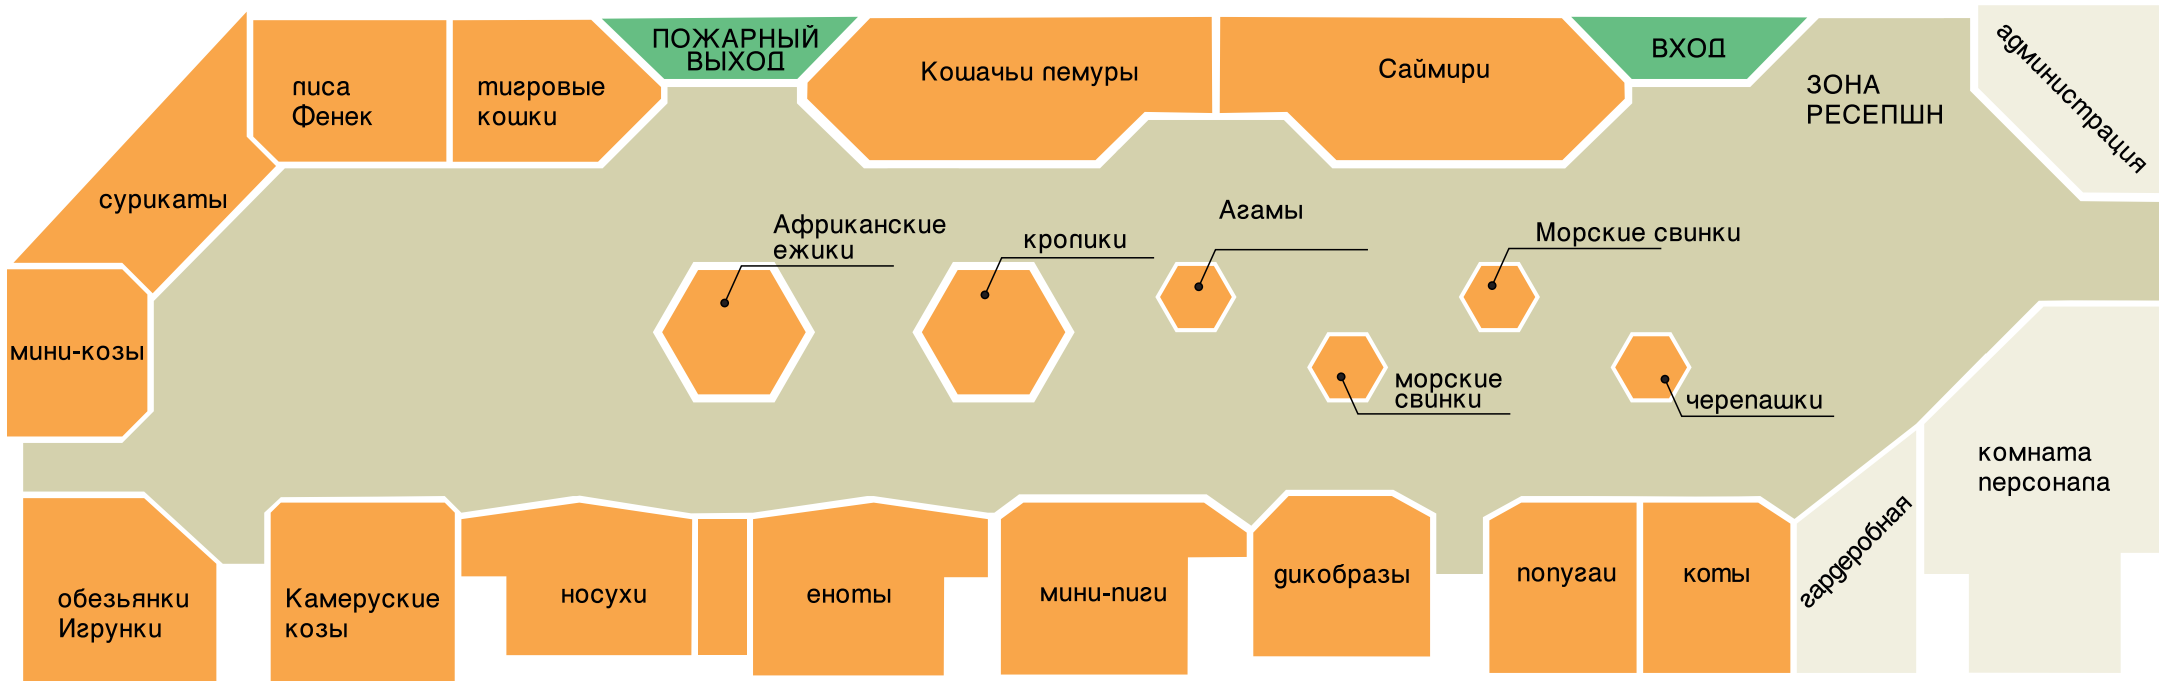 ПОЖАРНЫЙ
ВЫХОД
ВХОД
администрация
лиса
Фенек
тигровые
кошки
Кошачьи лемуры
Саймири
ЗОНА
РЕСЕПШН
сурикаты
Африканские
ежики
кролики
Агамы
Морские свинки
мини-козы
морские
свинки
черепашки
комната
персонала
гардеробная
обезьянки
Игрунки
Камеруские
козы
носухи
еноты
мини-пиги
дикобразы
попугаи
коты